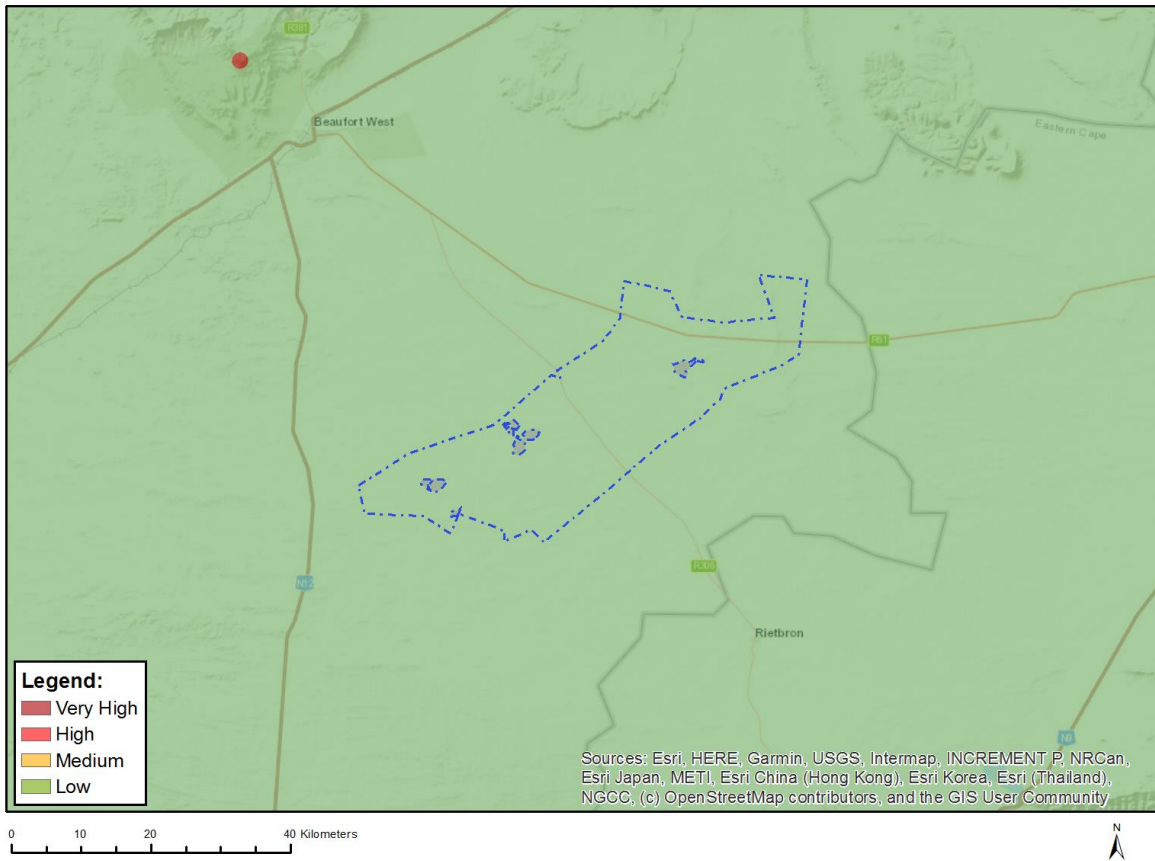 R381
Beaufort West
Eastern Cape
R61
R306
N12
Rietbron
N9
Legend:
Very High
High
Medium
Low
Sources: Esri, HERE, Garmin, USGS, Intermap, INCREMENT P, NRCan,
Esri Japan, METI, Esri China (Hong Kong), Esri Korea, Esri (Thailand),
NGCC, (c) OpenStreetMap contributors, and the GIS User Community
0 10 20 40 Kilometers
N